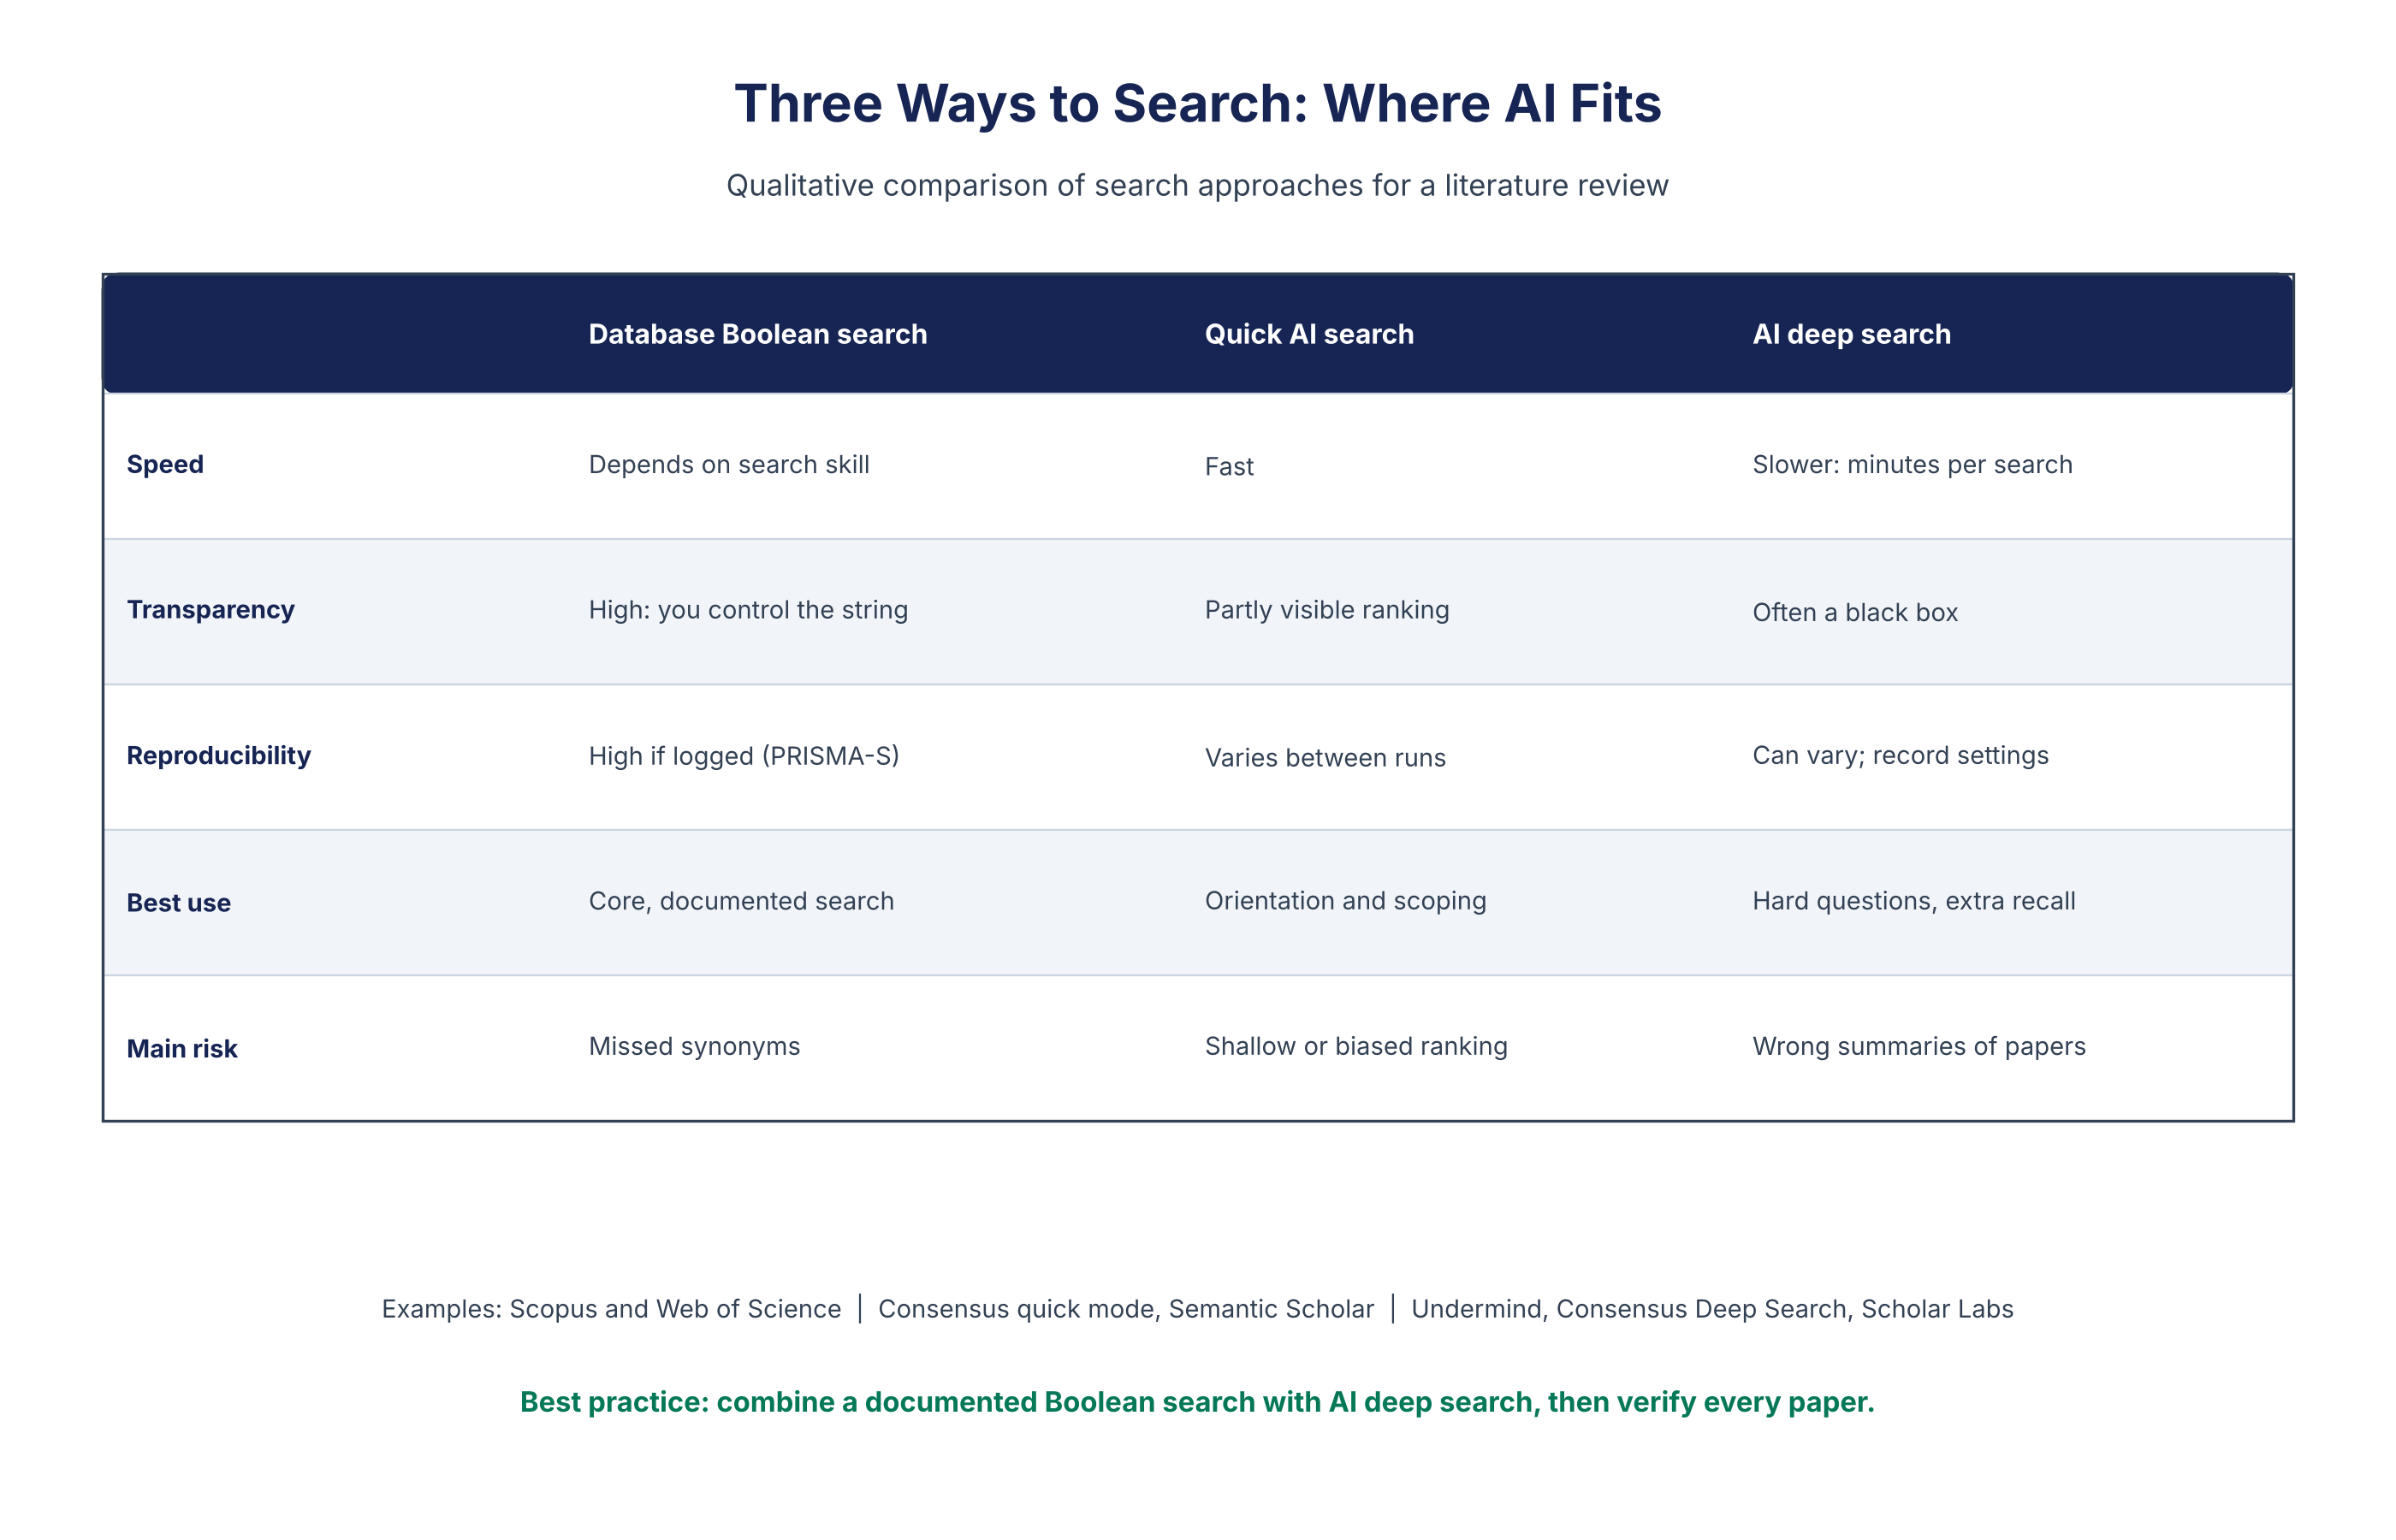 Three Ways to Search: Where AI Fits
Qualitative comparison of search approaches for a literature review
Database Boolean search Quick AI search AI deep search
Speed Depends on search skill Fast Slower: minutes per search
Transparency High: you control the string Partly visible ranking Often a black box
Reproducibility High if logged (PRISMA-S) Varies between runs Can vary; record settings
Best use Core, documented search Orientation and scoping Hard questions, extra recall
Main risk Missed synonyms Shallow or biased ranking Wrong summaries of papers
Examples: Scopus and Web of Science | Consensus quick mode, Semantic Scholar | Undermind, Consensus Deep Search, Scholar Labs
Best practice: combine a documented Boolean search with AI deep search, then verify every paper.